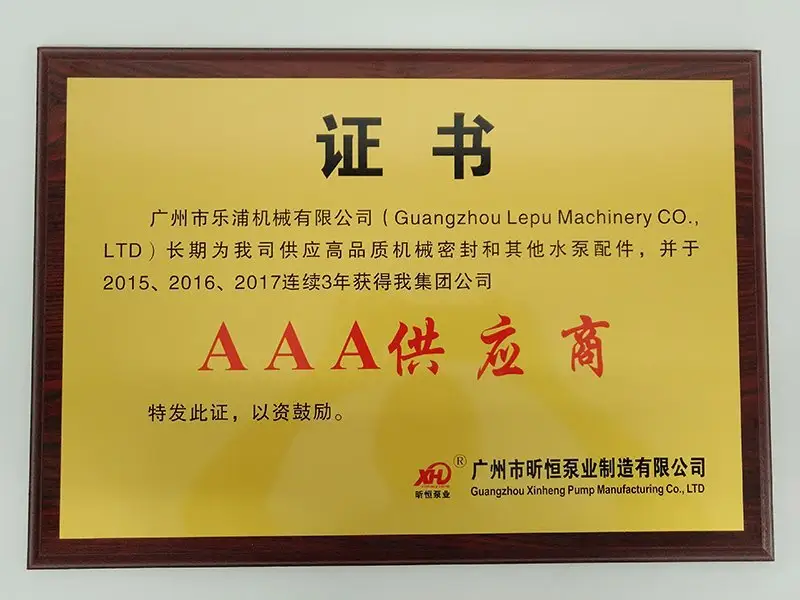 证书
广州市乐浦机械有限公司（Guangzhou Lepu Machinery CO.,
LTD）长期为我司供应高品质机械密封和其他水泵配件，并于
2015、2016、2017连续3年获得我集团公司
AAA供应商
特发此证，以资鼓励。
XH ®
昕恒泵业
广州市昕恒泵业制造有限公司
Guangzhou Xinheng Pump Manufacturing Co., LTD